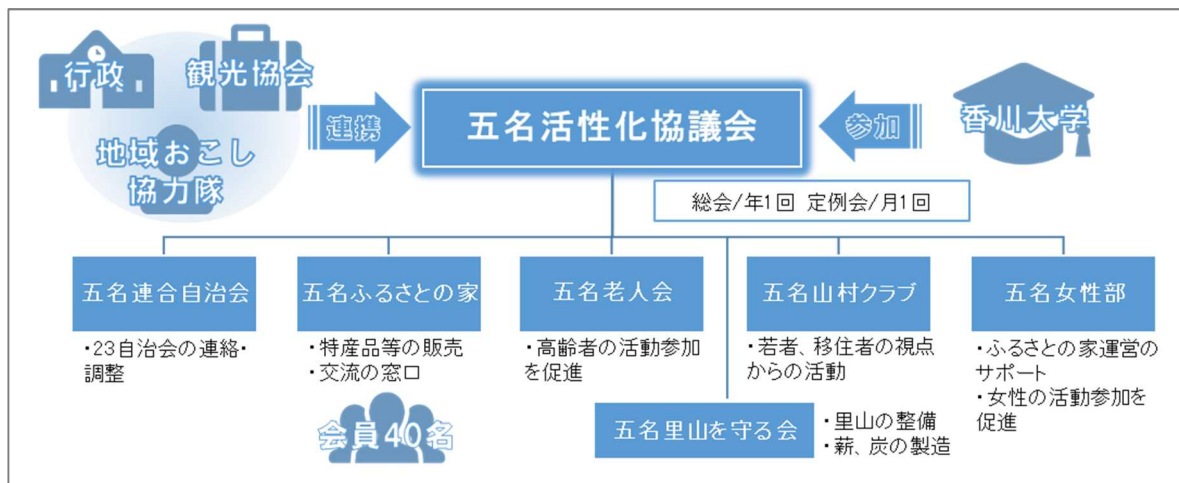 行政
観光協会
地域おこし
協力隊
連携
五名活性化協議会
参加
香川大学
総会/年1回 定例会/月1回
五名連合自治会
・23自治会の連絡・
調整
五名ふるさとの家
・特産品等の販売
・交流の窓口
会員40名
五名老人会
・高齢者の活動参加
を促進
五名里山を守る会
・里山の整備
・薪、炭の製造
五名山村クラブ
・若者、移住者の視点
からの活動
五名女性部
・ふるさとの家運営の
サポート
・女性の活動参加を
促進